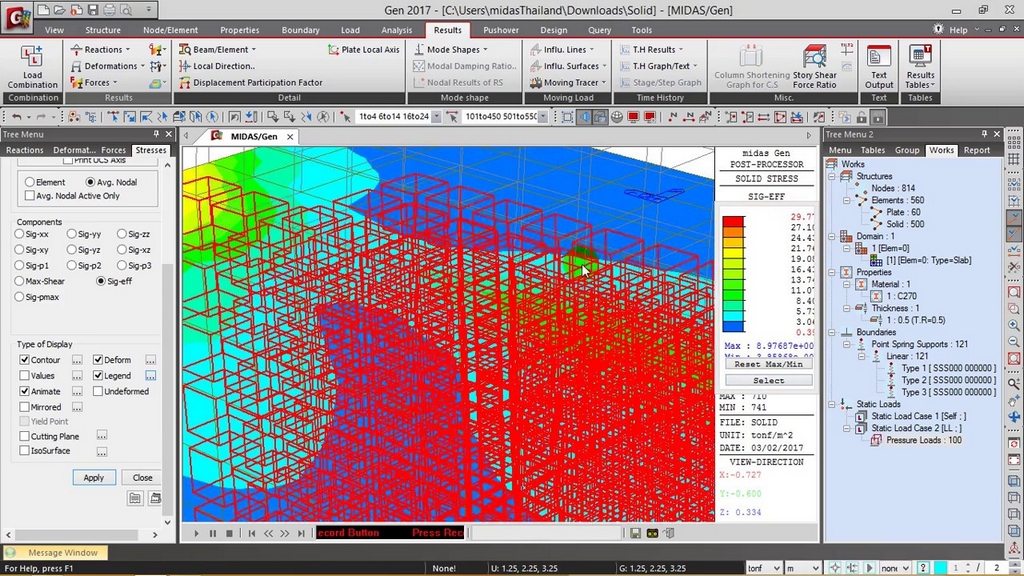 Gen 2017 - [C:\Users\midasThailand\Downloads\Solid] - [MIDAS/Gen]
View Structure Node/Element Properties Boundary Load Analysis Results Pushover Design Query Tools Help
Load Combination
Combination
Reactions
Deformations
Forces
Results
Beam/Element
Local Direction..
Displacement Participation Factor
Plate Local Axis
Detail
Mode Shapes
Modal Damping Ratio..
Nodal Results of RS
Mode shape
Influ. Lines
Influ. Surfaces
Moving Tracer
Moving Load
T.H Results
T.H Graph/Text
Stage/Step Graph
Time History
Column Shortening Graph for C.S
Story Shear Force Ratio
Misc.
Text Output
Text
Results Tables
Tables
1to4 6to14 16to24
101to450 501to550
Tree Menu
Reactions Deformat... Forces Stresses
Print UCS Axis
Element Avg. Nodal
Avg. Nodal Active Only
Components
Sig-xx Sig-yy Sig-zz
Sig-xy Sig-yz Sig-xz
Sig-p1 Sig-p2 Sig-p3
Max-Shear Sig-eff
Sig-pmax
Type of Display
Contour ... Deform ...
Values ... Legend ...
Animate ... Undeformed
Mirrored ...
Yield Point
Cutting Plane ...
IsoSurface ...
Apply Close
MIDAS/Gen
midas Gen
POST-PROCESSOR
SOLID STRESS
SIG-EFF
29.7
27.10
24.4
21.7
19.0
16.4
13.7
11.0
8.40
5.7
3.0
0.3
Max : 8.97687e+00
Reset Max/Min
Select
MAX : 710
MIN : 741
FILE: SOLID
UNIT: tonf/m^2
DATE: 03/02/2017
VIEW-DIRECTION
X:-0.727
Y:-0.600
Z: 0.334
ecord Button Press Rec
Tree Menu 2
Menu Tables Group Works Report
Works
Structures
Nodes : 814
Elements : 560
Plate : 60
Solid : 500
Domain : 1
1 [Elem=0]
[1] [Elem=0: Type=Slab]
Properties
Material : 1
1 : C270
Thickness : 1
1 : 0.5 (T.R=0.5)
Boundaries
Point Spring Supports : 121
Linear : 121
Type 1 [ SSS000 000000 ]
Type 2 [ SSS000 000000 ]
Type 3 [ SSS000 000000 ]
Static Loads
Static Load Case 1 [Self ; ]
Static Load Case 2 [LL ; ]
Pressure Loads : 100
Message Window
For Help, press F1
None!
U: 1.25, 2.25, 3.25
G: 1.25, 2.25, 3.25
tonf
m
none
1 / 2